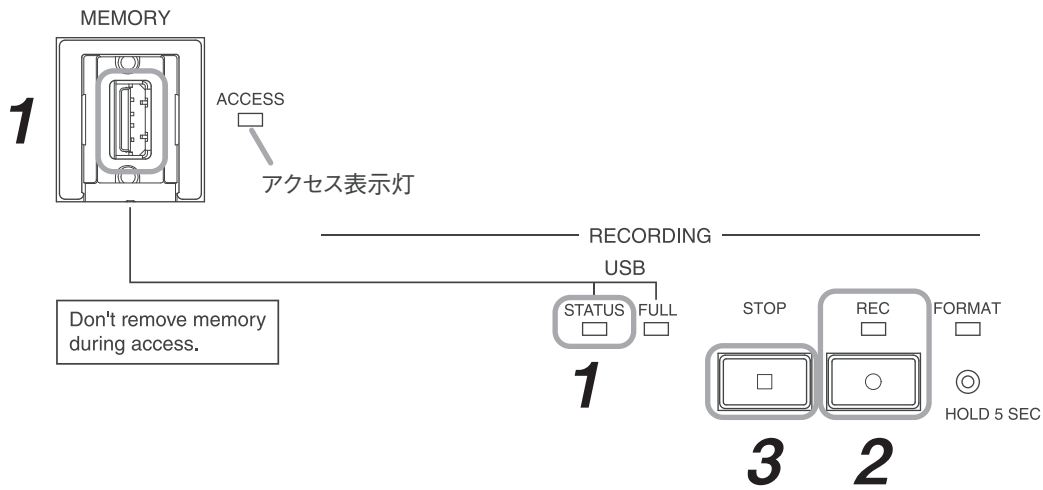 MEMORY
1
ACCESS
アクセス表示灯
RECORDING
USB
Don't remove memory
during access.
STATUS
FULL
STOP
REC
FORMAT
1
HOLD 5 SEC
3
2